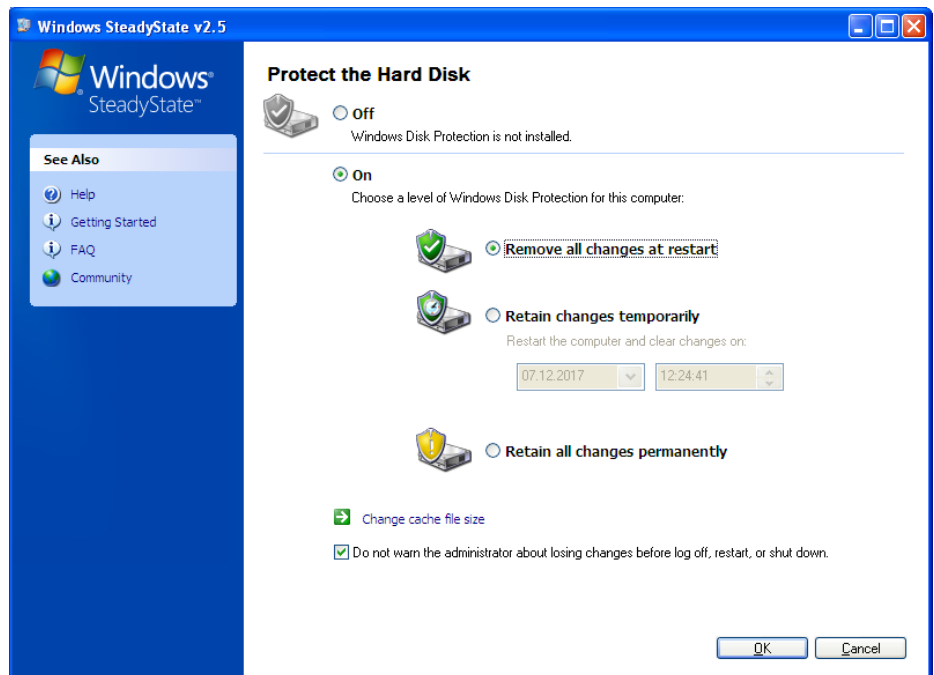 Windows SteadyState v2.5
Windows®
SteadyState™
See Also
Help
Getting Started
FAQ
Community
Protect the Hard Disk
Off
Windows Disk Protection is not installed.
On
Choose a level of Windows Disk Protection for this computer:
Remove all changes at restart
Retain changes temporarily
Restart the computer and clear changes on:
07.12.2017 12:24:41
Retain all changes permanently
Change cache file size
Do not warn the administrator about losing changes before log off, restart, or shut down.
OK Cancel